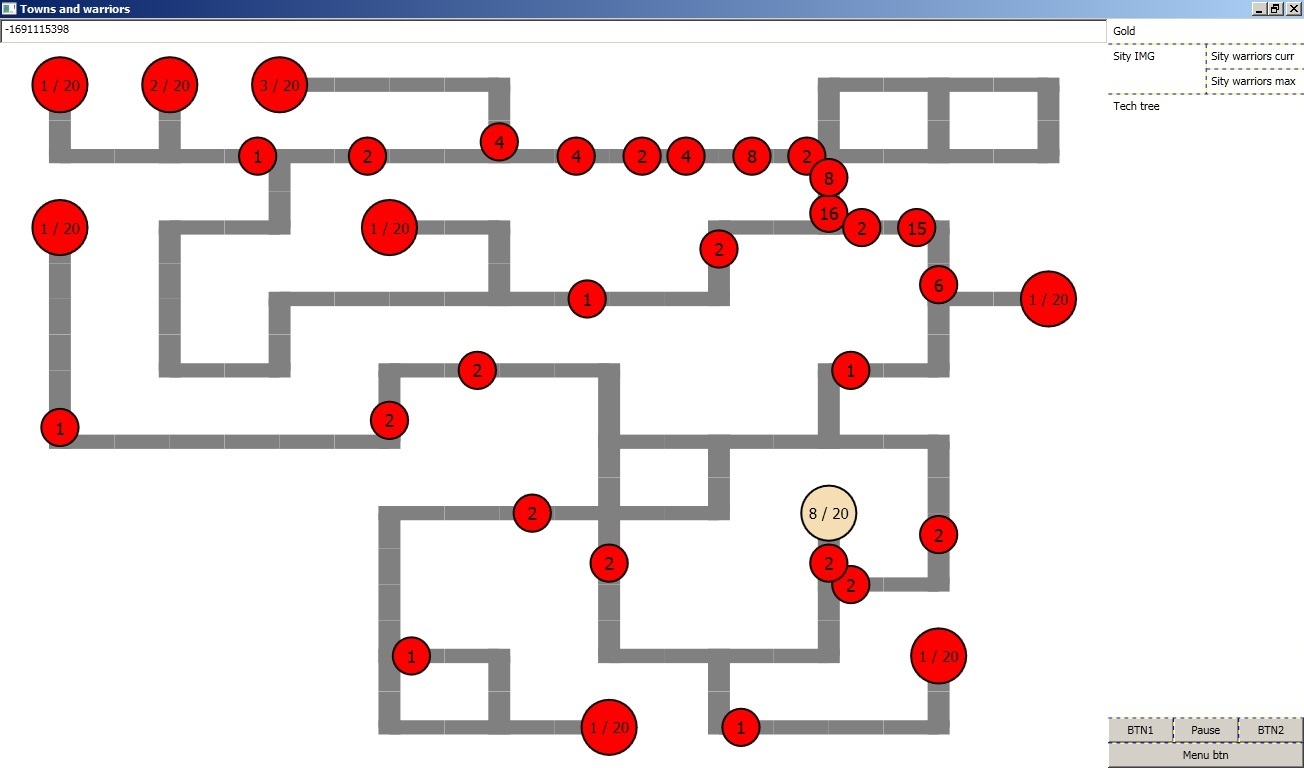 Towns and warriors
-1691115398
Gold
Sity IMG
Sity warriors curr
Sity warriors max
Tech tree
1 / 20
2 / 20
3 / 20
4
1
2
4
2
4
8
2
8
16
2
15
1 / 20
1 / 20
2
6
1
1 / 20
2
1
2
1
8 / 20
2
2
2
2
2
1
1 / 20
1 / 20
1
BTN1
Pause
BTN2
Menu btn